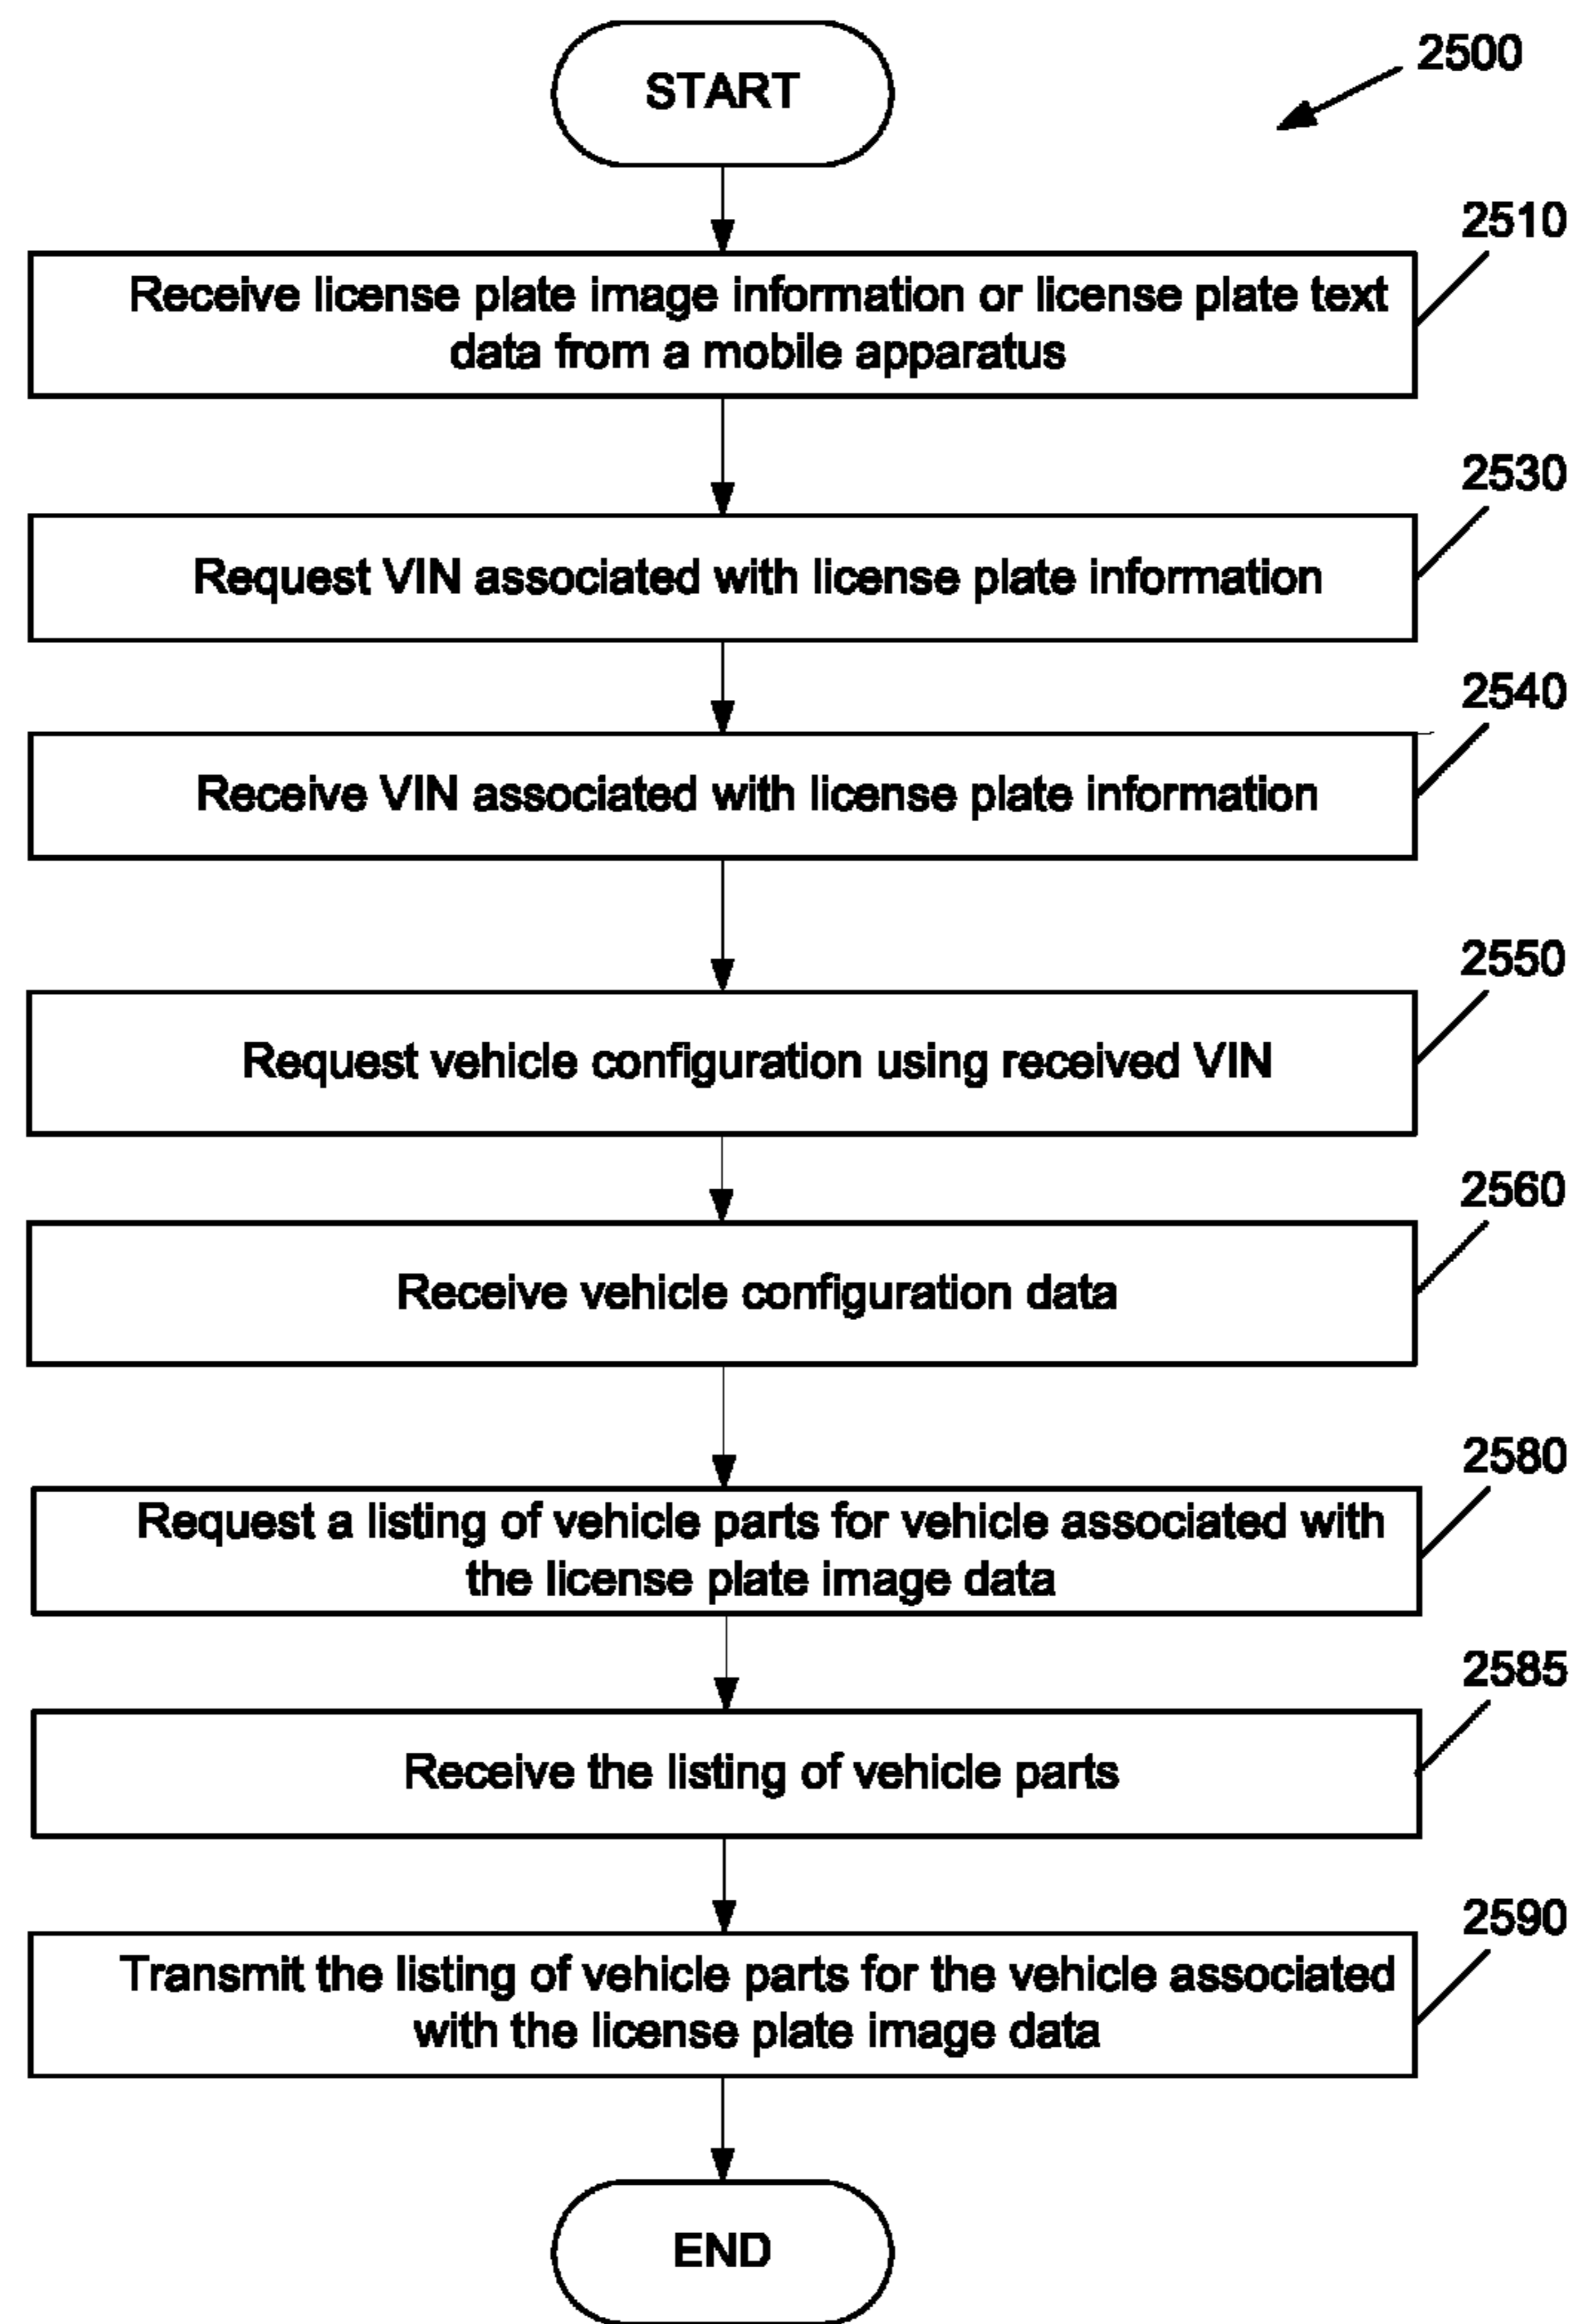 START
2500
2510
Receive license plate image information or license plate text
data from a mobile apparatus
2530
Request VIN associated with license plate information
2540
Receive VIN associated with license plate information
2550
Request vehicle configuration using received VIN
2560
Receive vehicle configuration data
2580
Request a listing of vehicle parts for vehicle associated with
the license plate image data
2585
Receive the listing of vehicle parts
2590
Transmit the listing of vehicle parts for the vehicle associated
with the license plate image data
END